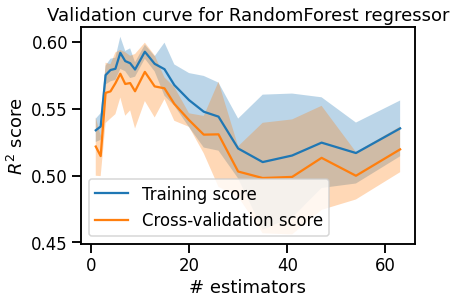 Validation curve for RandomForest regressor
0.60
0.55
0.50
0.45
R² score
Training score
Cross-validation score
0
20
40
60
# estimators